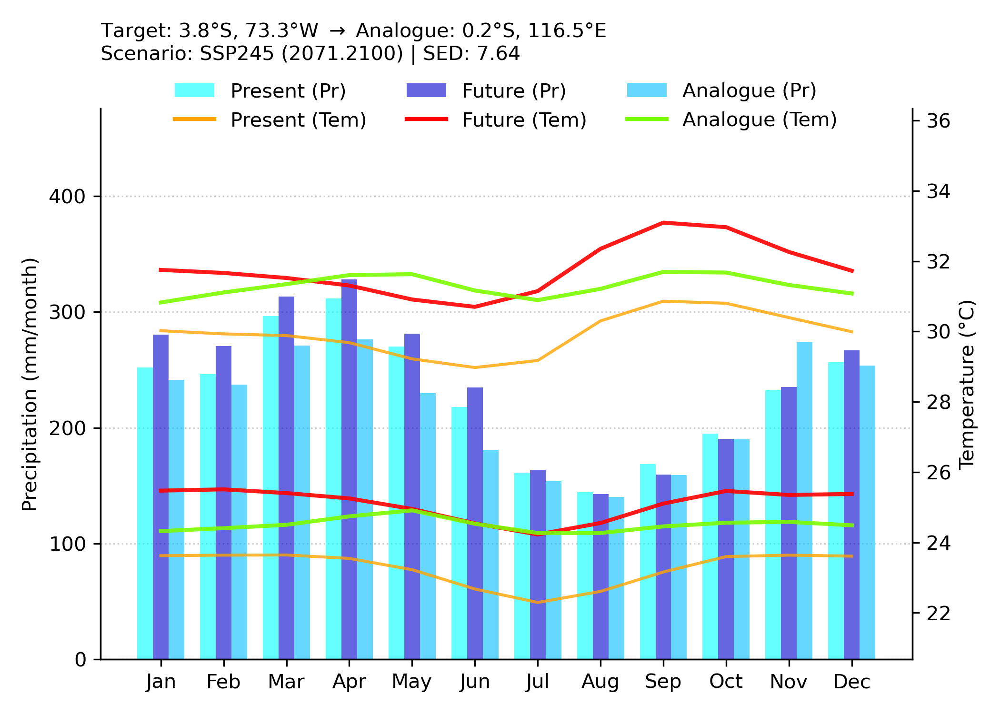 Target: 3.8°S, 73.3°W → Analogue: 0.2°S, 116.5°E
Scenario: SSP245 (2071.2100) | SED: 7.64
Present (Pr) Future (Pr) Analogue (Pr)
Present (Tem) Future (Tem) Analogue (Tem)
Precipitation (mm/month)
400
300
200
100
0
Jan Feb Mar Apr May Jun Jul Aug Sep Oct Nov Dec
36
34
32
30
28
26
24
22
Temperature (°C)